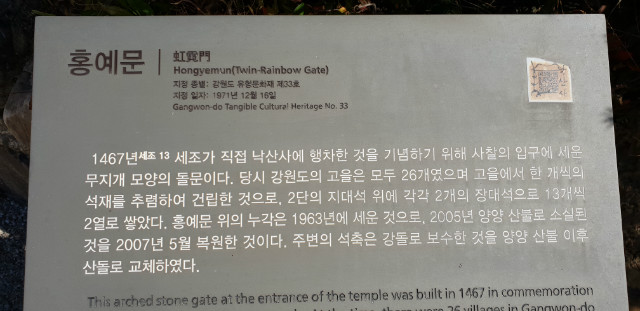 홍예문 | 虹霓門
Hongyemun(Twin-Rainbow Gate)
지정 종별: 강원도 유형문화재 제33호
지정 일자: 1971년 12월 16일
Gangwon-do Tangible Cultural Heritage No. 33
1467년세조 13 세조가 직접 낙산사에 행차한 것을 기념하기 위해 사찰의 입구에 세운
무지개 모양의 돌문이다. 당시 강원도의 고을은 모두 26개였으며 고을에서 한 개씩의
석재를 추렴하여 건립한 것으로, 2단의 지대석 위에 각각 2개의 장대석으로 13개씩
2열로 쌓았다. 홍예문 위의 누각은 1963년에 세운 것으로, 2005년 양양 산불로 소실된
것을 2007년 5월 복원한 것이다. 주변의 석축은 강돌로 보수한 것을 양양 산불 이후
산돌로 교체하였다.
This arched stone gate at the entrance of the temple was built in 1467 in commemoration
the time, there were 26 villages in Gangwon-do